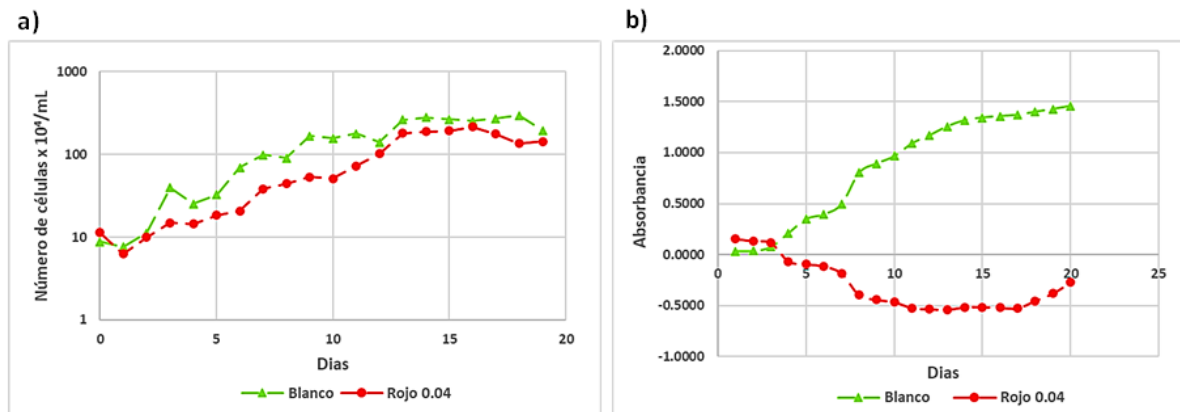 a)
Número de células x 10⁴/mL
1000
100
10
1
0
5
10
15
20
Dias
Blanco
Rojo 0.04
b)
Absorbancia
2.0000
1.5000
1.0000
0.5000
0.0000
-0.5000
-1.0000
0
5
10
15
20
25
Dias
Blanco
Rojo 0.04